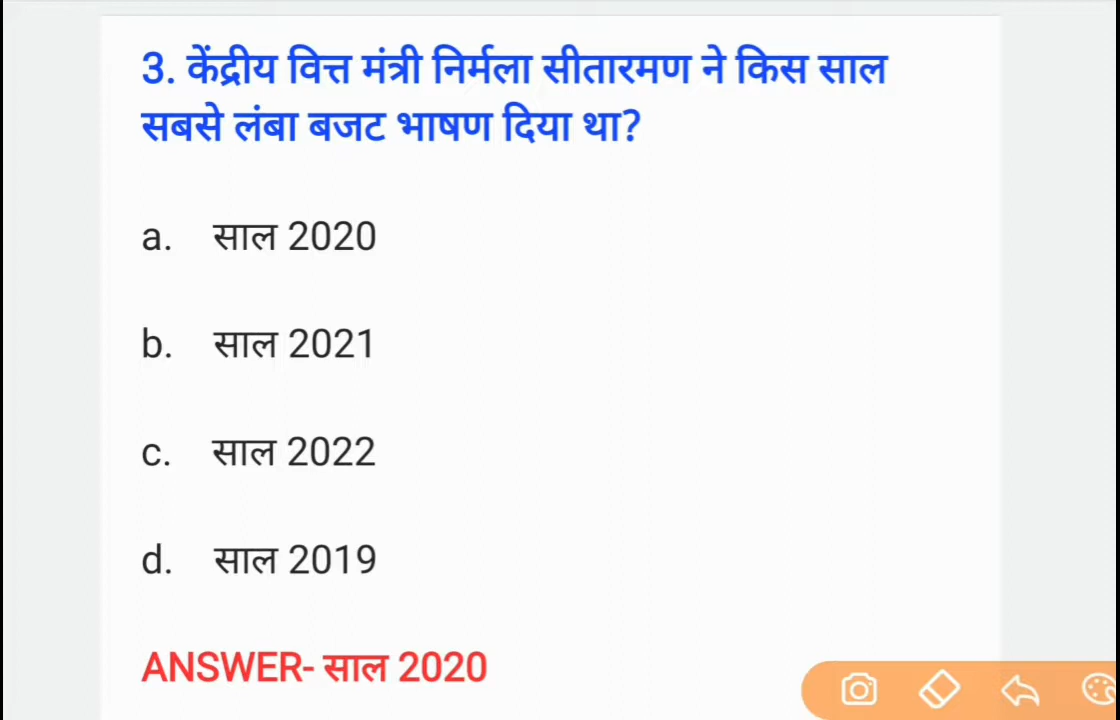 3. केंद्रीय वित्त मंत्री निर्मला सीतारमण ने किस साल
सबसे लंबा बजट भाषण दिया था?
a. साल 2020
b. साल 2021
c. साल 2022
d. साल 2019
ANSWER- साल 2020